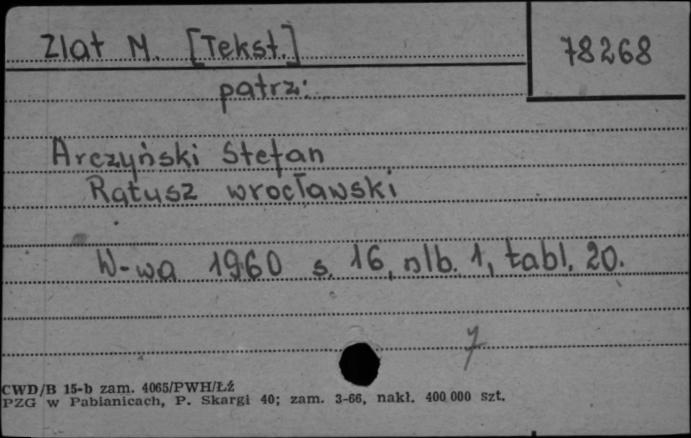 Zlat M. [Tekst.]
78268
patrz:
Arczyński Stefan
Ratusz wrocławski
W-wa 1960 s. 16, nlb. 1, tabl. 20.
7
CWD/B 15-b zam. 4065/PWH/Łź
PZG w Pabianicach, P. Skargi 40; zam. 3-66, nakł. 400 000 szt.